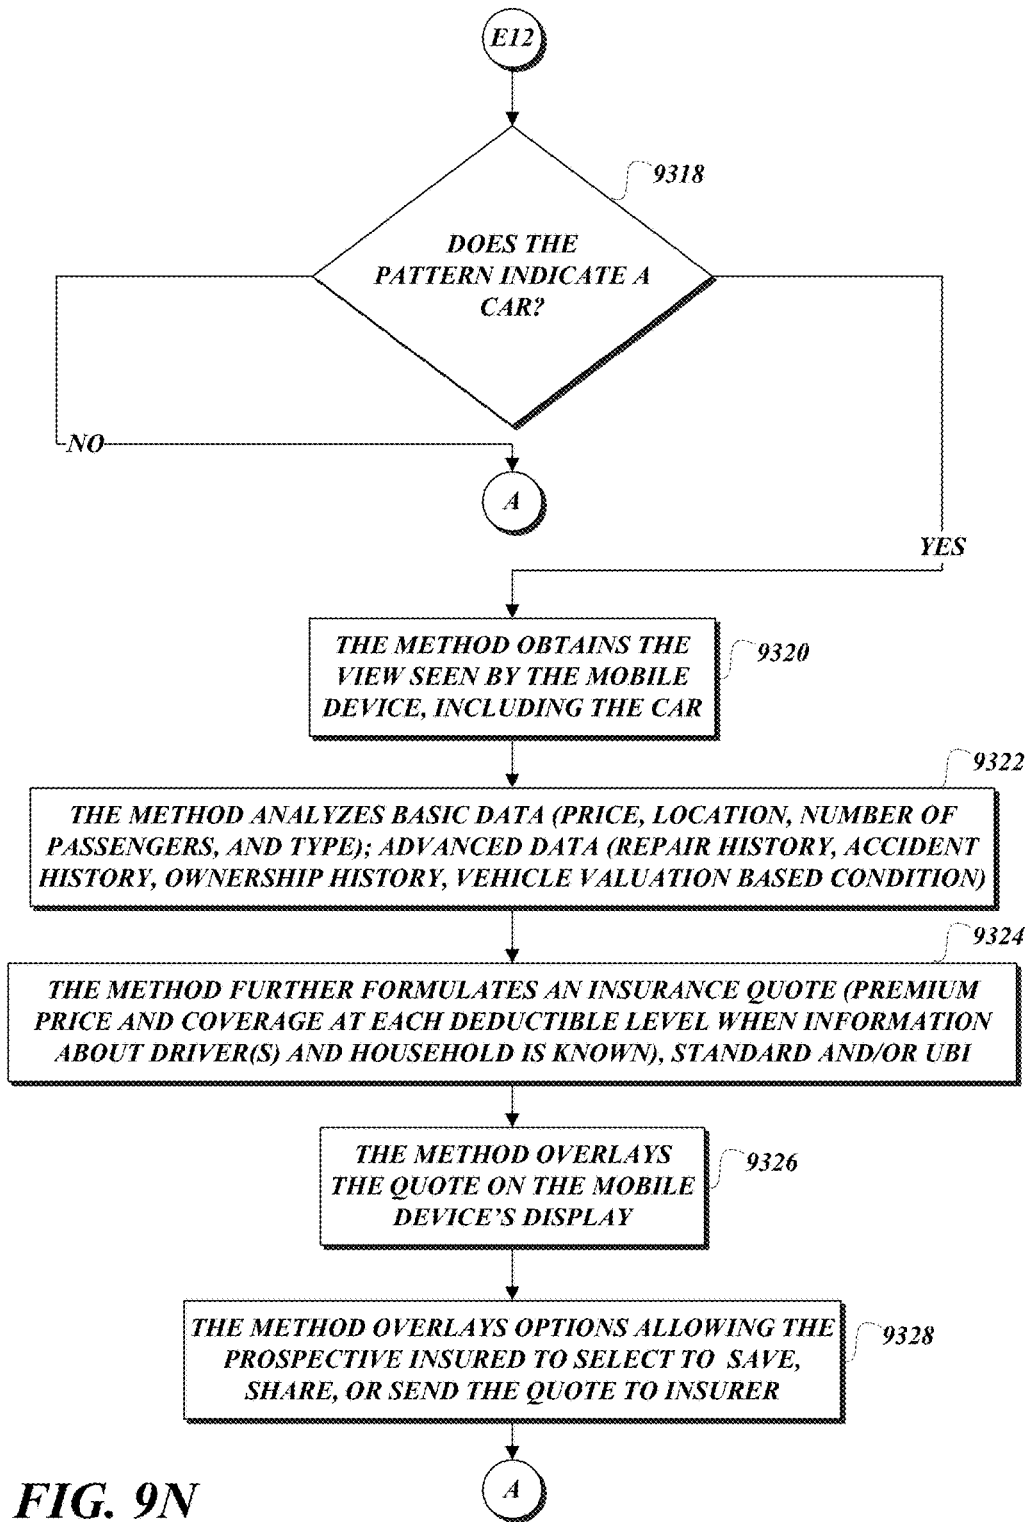 E12
9318
DOES THE
PATTERN INDICATE A
CAR?
NO
A
YES
THE METHOD OBTAINS THE
VIEW SEEN BY THE MOBILE
DEVICE, INCLUDING THE CAR
9320
9322
THE METHOD ANALYZES BASIC DATA (PRICE, LOCATION, NUMBER OF
PASSENGERS, AND TYPE); ADVANCED DATA (REPAIR HISTORY, ACCIDENT
HISTORY, OWNERSHIP HISTORY, VEHICLE VALUATION BASED CONDITION)
9324
THE METHOD FURTHER FORMULATES AN INSURANCE QUOTE (PREMIUM
PRICE AND COVERAGE AT EACH DEDUCTIBLE LEVEL WHEN INFORMATION
ABOUT DRIVER(S) AND HOUSEHOLD IS KNOWN), STANDARD AND/OR UBI
THE METHOD OVERLAYS
THE QUOTE ON THE MOBILE
DEVICE'S DISPLAY
9326
THE METHOD OVERLAYS OPTIONS ALLOWING THE
PROSPECTIVE INSURED TO SELECT TO SAVE,
SHARE, OR SEND THE QUOTE TO INSURER
9328
A
FIG. 9N